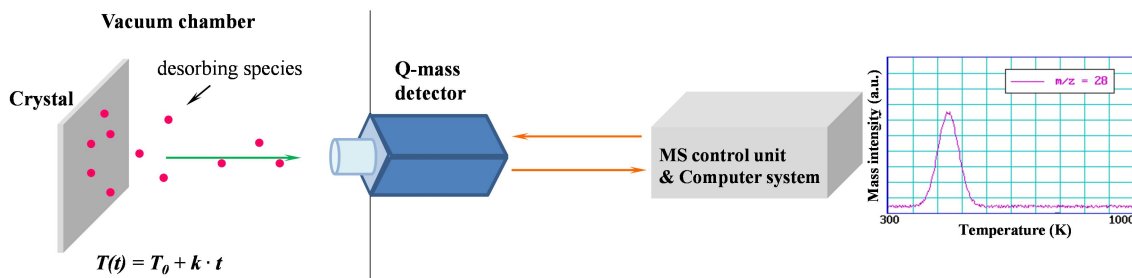 Vacuum chamber
desorbing species
Crystal
T(t) = T₀ + k · t
Q-mass
detector
MS control unit
& Computer system
Mass intensity (a.u.)
m/z = 28
300
1000
Temperature (K)